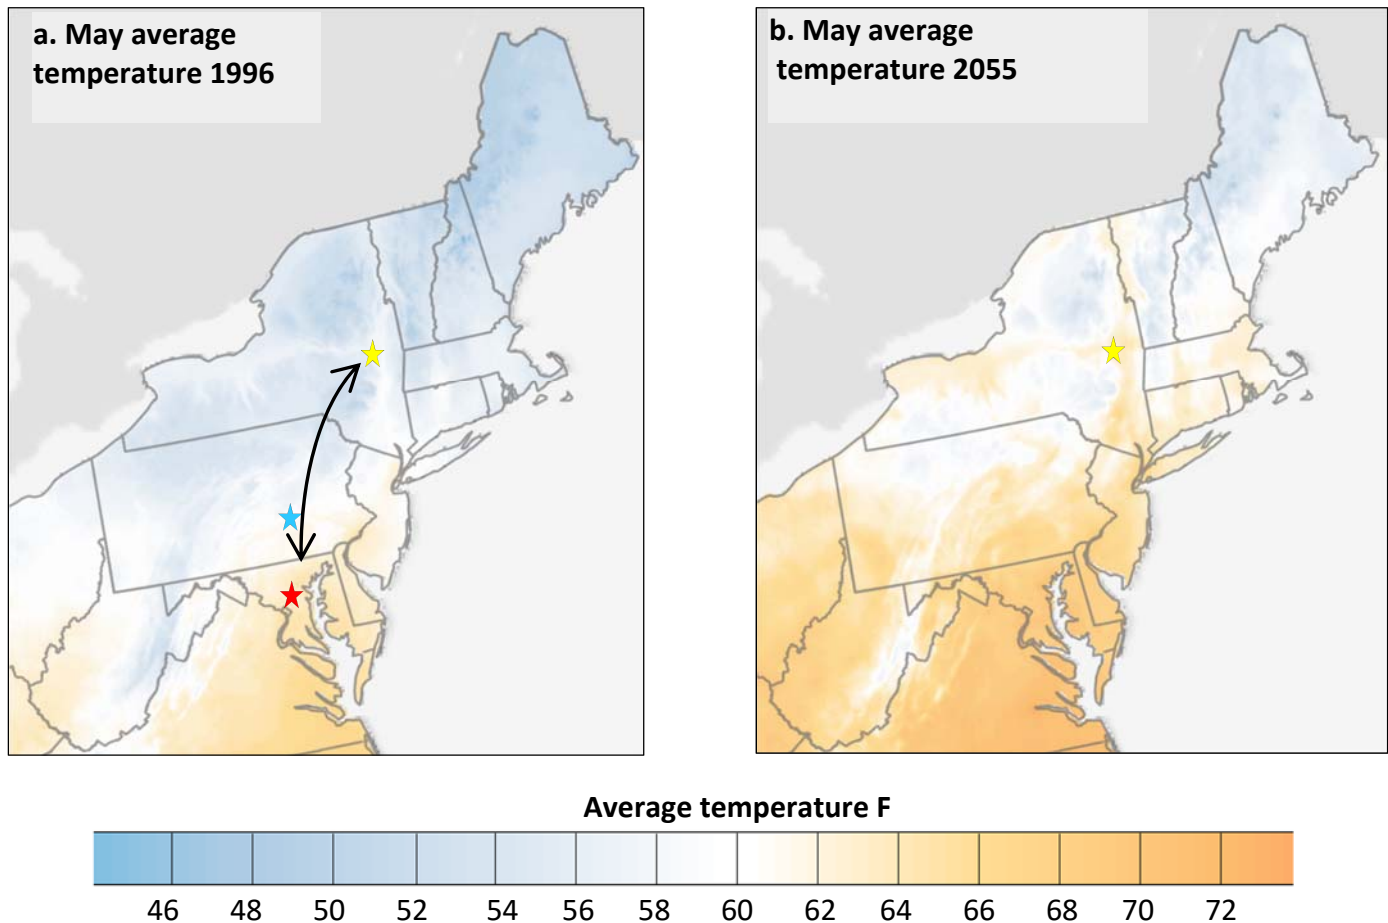 a. May average
temperature 1996
b. May average
temperature 2055
Average temperature F
46 48 50 52 54 56 58 60 62 64 66 68 70 72